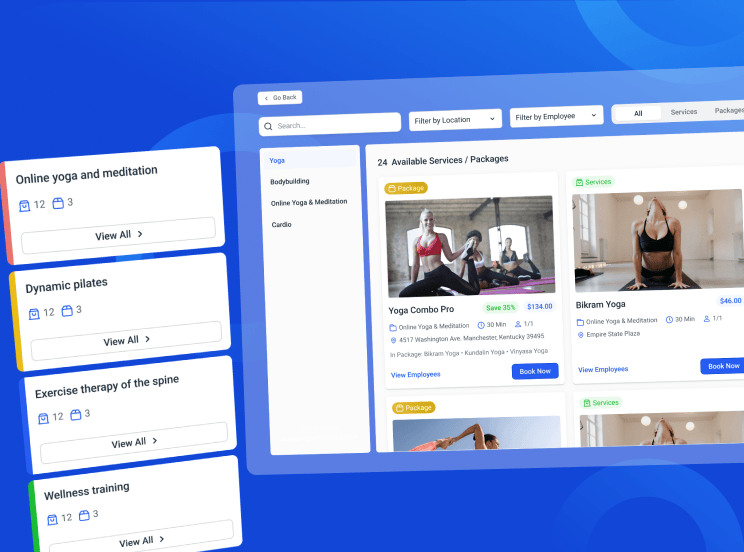 Online yoga and meditation
12 3
View All
Dynamic pilates
12 3
View All
Exercise therapy of the spine
12 3
View All
Wellness training
12 3
View All
Go Back
Search...
Filter by Location
Filter by Employee
All
Services
Packages
Yoga
Bodybuilding
Online Yoga & Meditation
Cardio
24 Available Services / Packages
Package
Yoga Combo Pro
Save 35%
$134.00
Online Yoga & Meditation 30 Min 1/1
4517 Washington Ave. Manchester, Kentucky 39495
In Package: Bikram Yoga • Kundalin Yoga • Vinyasa Yoga
View Employees
Book Now
Services
Bikram Yoga
$46.00
Online Yoga & Meditation 30 Min 1/1
Empire State Plaze
View Employees
Book Now
Package
Services